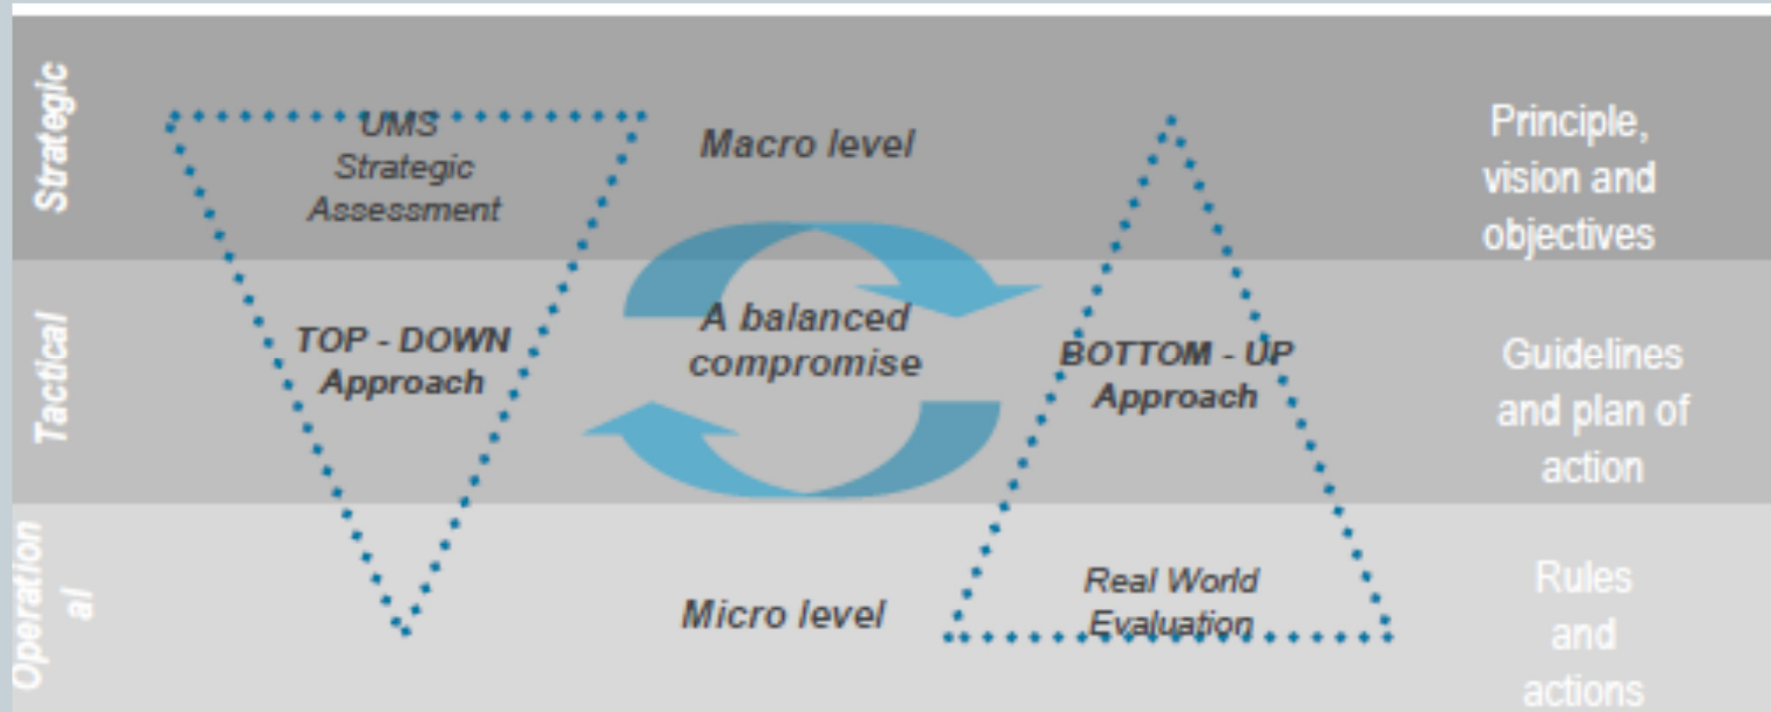 Strategic
UMS
Strategic
Assessment
Macro level
Principle,
vision and
objectives
Tactical
TOP - DOWN
Approach
A balanced
compromise
BOTTOM - UP
Approach
Guidelines
and plan of
action
Operation
al
Micro level
Real World
Evaluation
Rules
and
actions